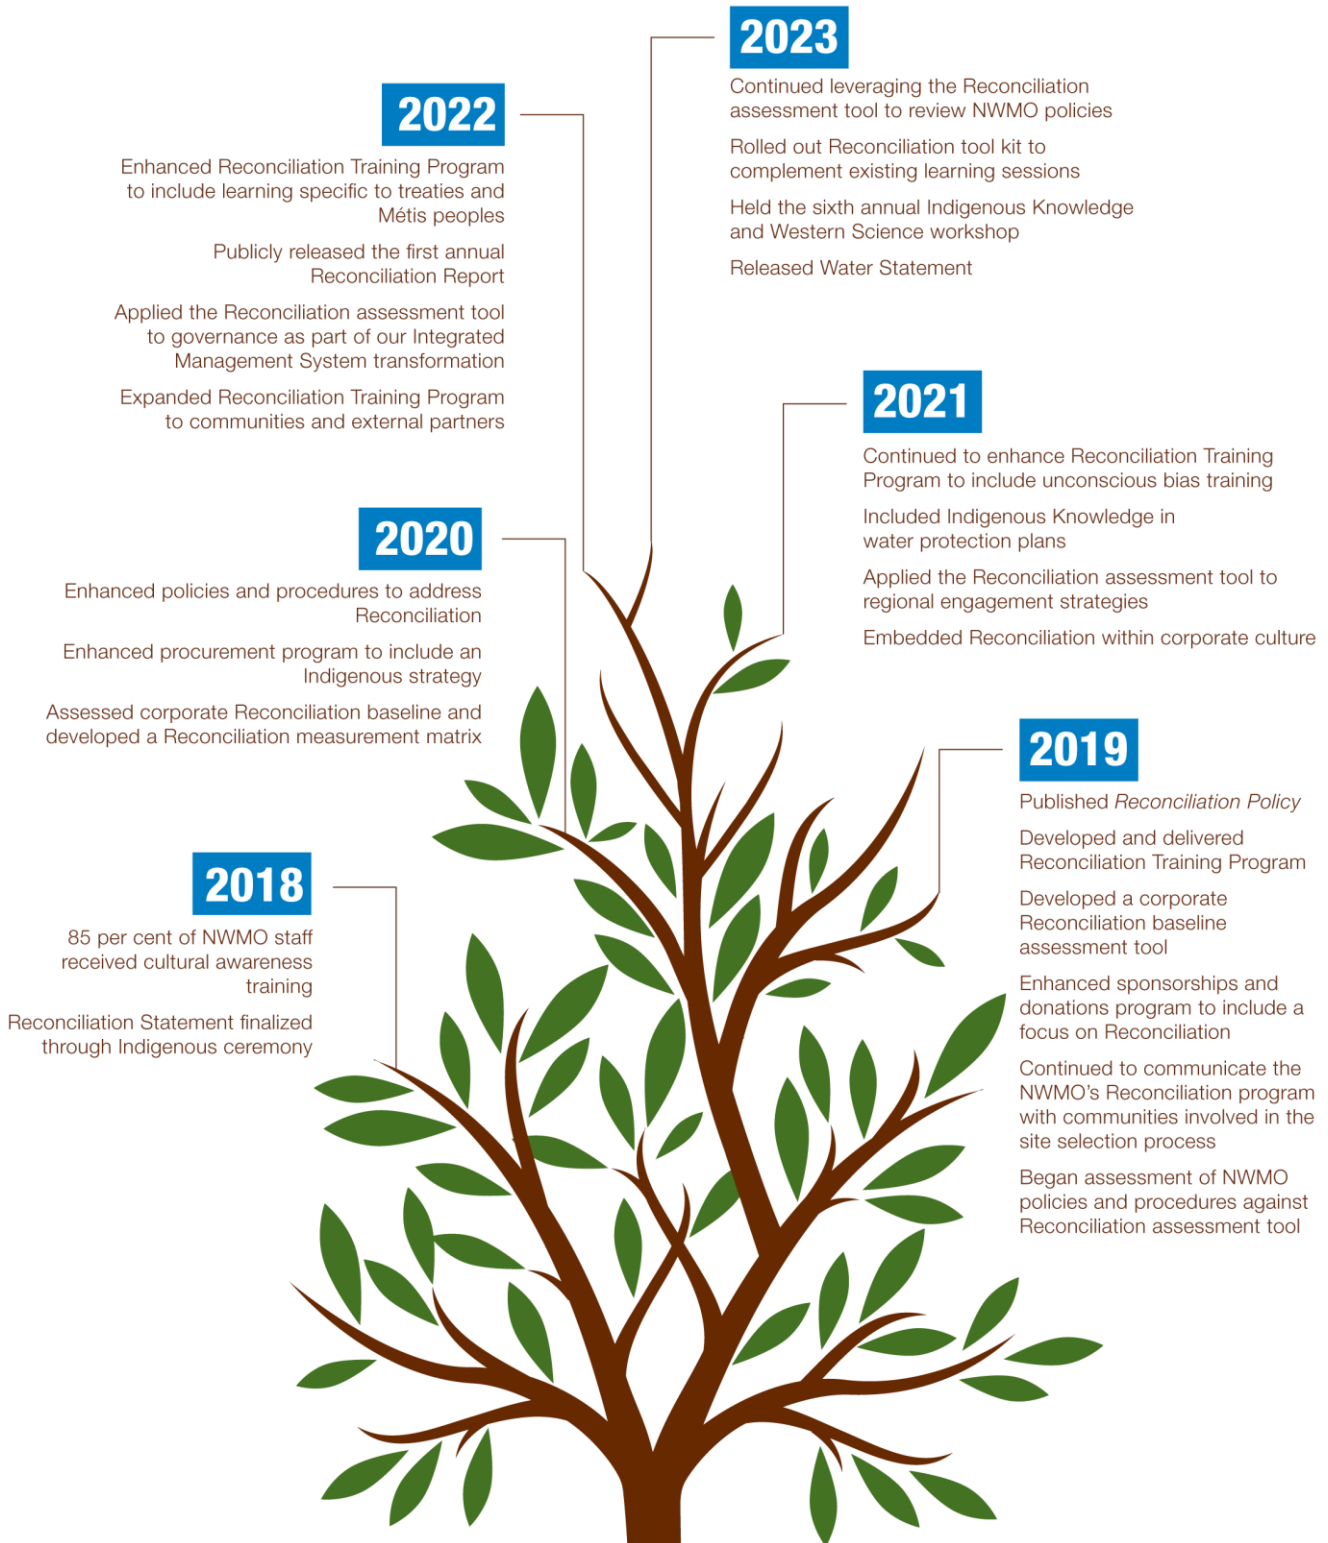 2023
Continued leveraging the Reconciliation
assessment tool to review NWMO policies
Rolled out Reconciliation tool kit to
complement existing learning sessions
Held the sixth annual Indigenous Knowledge
and Western Science workshop
Released Water Statement
2022
Enhanced Reconciliation Training Program
to include learning specific to treaties and
Métis peoples
Publicly released the first annual
Reconciliation Report
Applied the Reconciliation assessment tool
to governance as part of our Integrated
Management System transformation
Expanded Reconciliation Training Program
to communities and external partners
2021
Continued to enhance Reconciliation Training
Program to include unconscious bias training
Included Indigenous Knowledge in
water protection plans
Applied the Reconciliation assessment tool to
regional engagement strategies
Embedded Reconciliation within corporate culture
2020
Enhanced policies and procedures to address
Reconciliation
Enhanced procurement program to include an
Indigenous strategy
Assessed corporate Reconciliation baseline and
developed a Reconciliation measurement matrix
2019
Published Reconciliation Policy
Developed and delivered
Reconciliation Training Program
Developed a corporate
Reconciliation baseline
assessment tool
Enhanced sponsorships and
donations program to include a
focus on Reconciliation
Continued to communicate the
NWMO's Reconciliation program
with communities involved in the
site selection process
Began assessment of NWMO
policies and procedures against
Reconciliation assessment tool
2018
85 per cent of NWMO staff
received cultural awareness
training
Reconciliation Statement finalized
through Indigenous ceremony